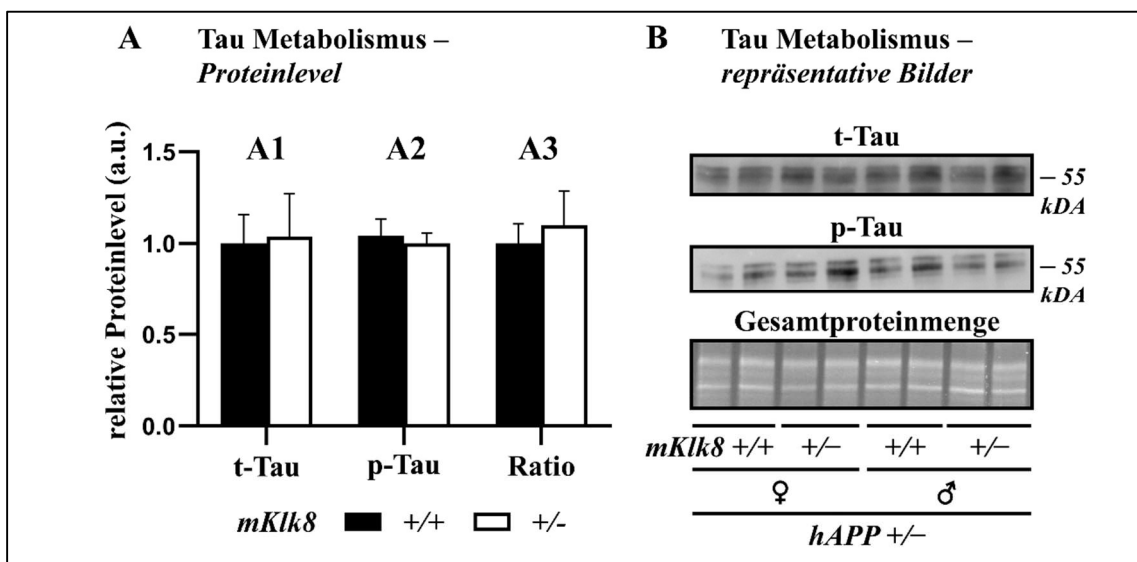 A Tau Metabolismus –
Proteinlevel
relative Proteinlevel (a.u.)
1.5
1.0
0.5
0.0
A1 A2 A3
t-Tau p-Tau Ratio
mKlk8 +/+ +/-
B Tau Metabolismus –
repräsentative Bilder
t-Tau
– 55
kDA
p-Tau
– 55
kDA
Gesamtproteinmenge
mKlk8 +/+ +/− +/+ +/−
♀ ♂
hAPP +/−